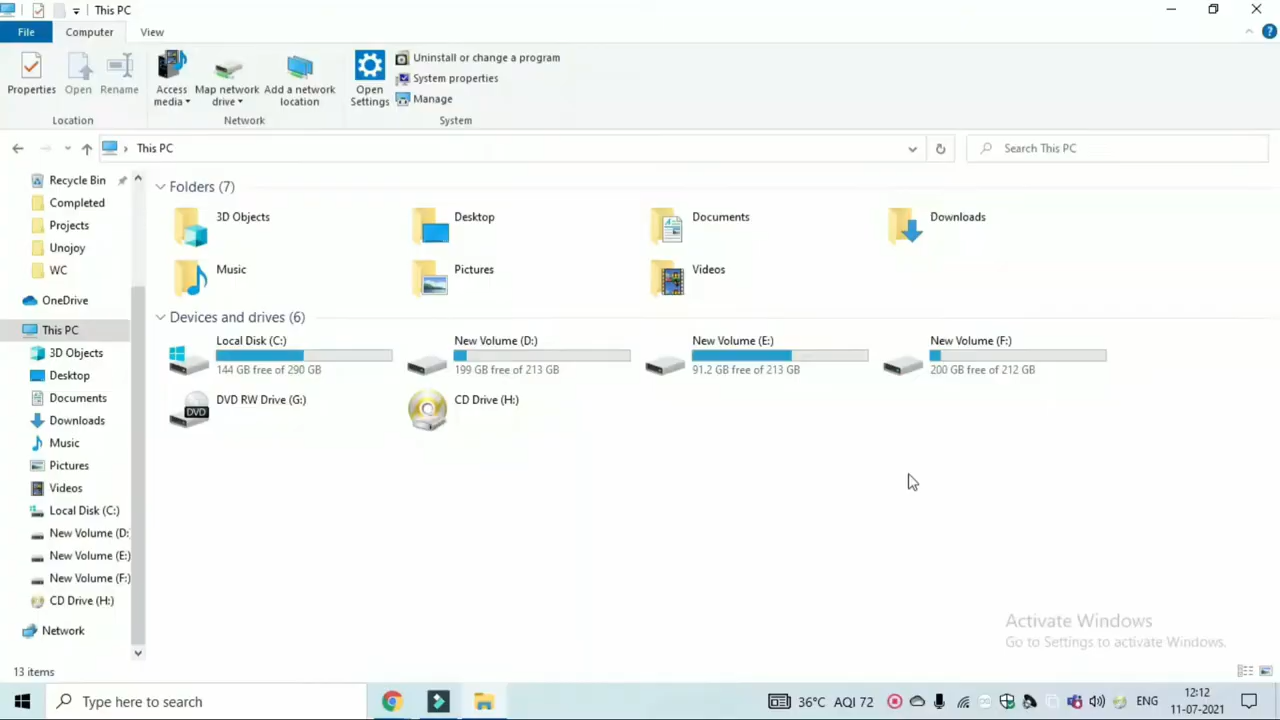 This PC
File Computer View
Properties Open Rename Access media Map network drive Add a network location Open Settings
Uninstall or change a program
System properties
Manage
Location Network System
This PC
Search This PC
Recycle Bin
Completed
Projects
Unojoy
WC
OneDrive
This PC
3D Objects
Desktop
Documents
Downloads
Music
Pictures
Videos
Local Disk (C:)
New Volume (D:
New Volume (E:)
New Volume (F:)
CD Drive (H:)
Network
Folders (7)
3D Objects Desktop Documents Downloads
Music Pictures Videos
Devices and drives (6)
Local Disk (C:) New Volume (D:) New Volume (E:) New Volume (F:)
144 GB free of 290 GB 199 GB free of 213 GB 91.2 GB free of 213 GB 200 GB free of 212 GB
DVD RW Drive (G:) CD Drive (H:)
DVD
Activate Windows
Go to Settings to activate Windows.
13 items
Type here to search
36°C AQI 72
ENG
12:12
11-07-2021